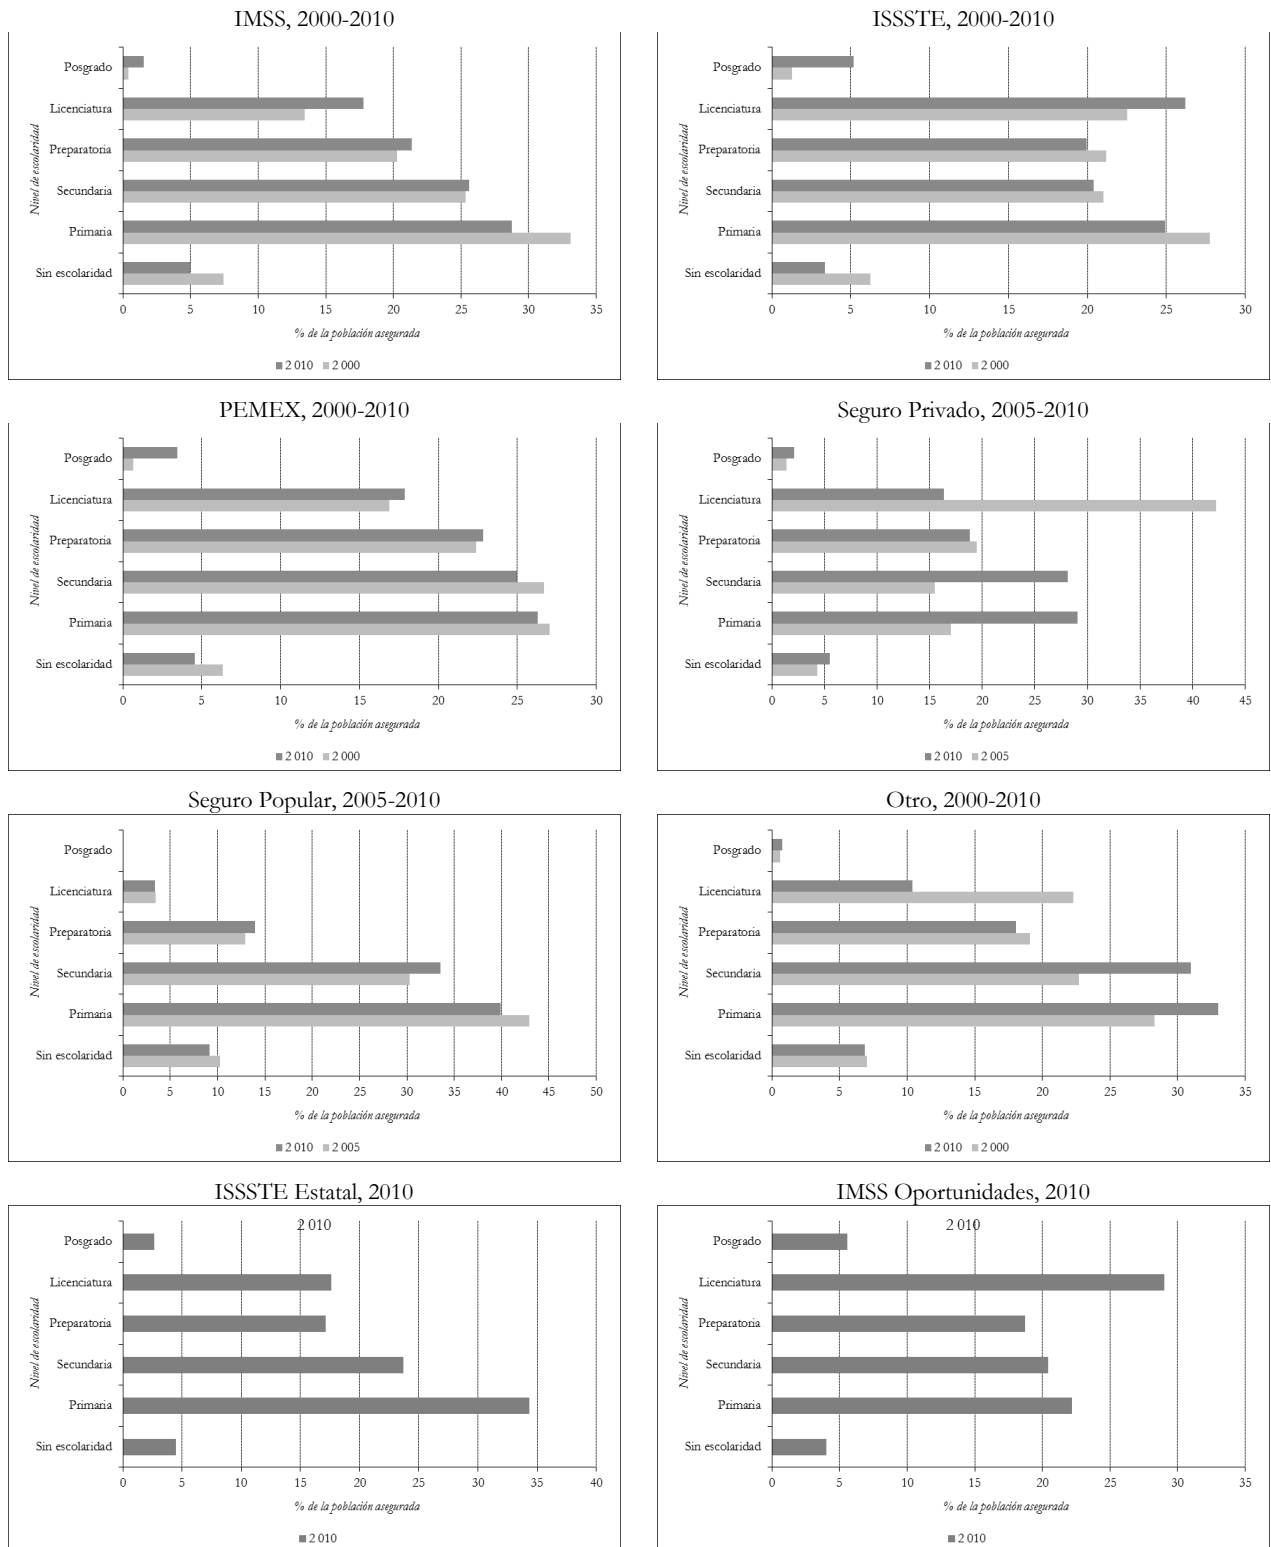 IMSS, 2000-2010
Nivel de escolaridad
Posgrado
Licenciatura
Preparatoria
Secundaria
Primaria
Sin escolaridad
0 5 10 15 20 25 30 35
% de la población asegurada
2 010 2 000
ISSSTE, 2000-2010
Nivel de escolaridad
Posgrado
Licenciatura
Preparatoria
Secundaria
Primaria
Sin escolaridad
0 5 10 15 20 25 30
% de la población asegurada
2 010 2 000
PEMEX, 2000-2010
Nivel de escolaridad
Posgrado
Licenciatura
Preparatoria
Secundaria
Primaria
Sin escolaridad
0 5 10 15 20 25 30
% de la población asegurada
2 010 2 000
Seguro Privado, 2005-2010
Nivel de escolaridad
Posgrado
Licenciatura
Preparatoria
Secundaria
Primaria
Sin escolaridad
0 5 10 15 20 25 30 35 40 45
% de la población asegurada
2 010 2 005
Seguro Popular, 2005-2010
Nivel de escolaridad
Posgrado
Licenciatura
Preparatoria
Secundaria
Primaria
Sin escolaridad
0 5 10 15 20 25 30 35 40 45 50
% de la población asegurada
2 010 2 005
Otro, 2000-2010
Nivel de escolaridad
Posgrado
Licenciatura
Preparatoria
Secundaria
Primaria
Sin escolaridad
0 5 10 15 20 25 30 35
% de la población asegurada
2 010 2 000
ISSSTE Estatal, 2010
2 010
Nivel de escolaridad
Posgrado
Licenciatura
Preparatoria
Secundaria
Primaria
Sin escolaridad
0 5 10 15 20 25 30 35 40
% de la población asegurada
2 010
IMSS Oportunidades, 2010
2 010
Nivel de escolaridad
Posgrado
Licenciatura
Preparatoria
Secundaria
Primaria
Sin escolaridad
0 5 10 15 20 25 30 35
% de la población asegurada
2 010